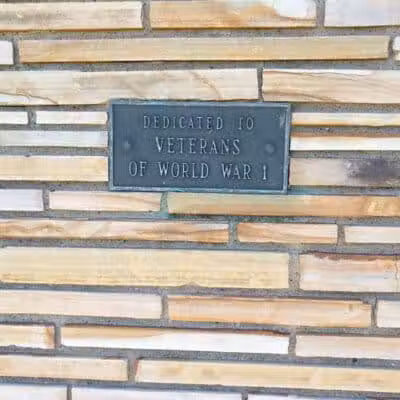 DEDICATED TO
VETERANS
OF WORLD WAR 1